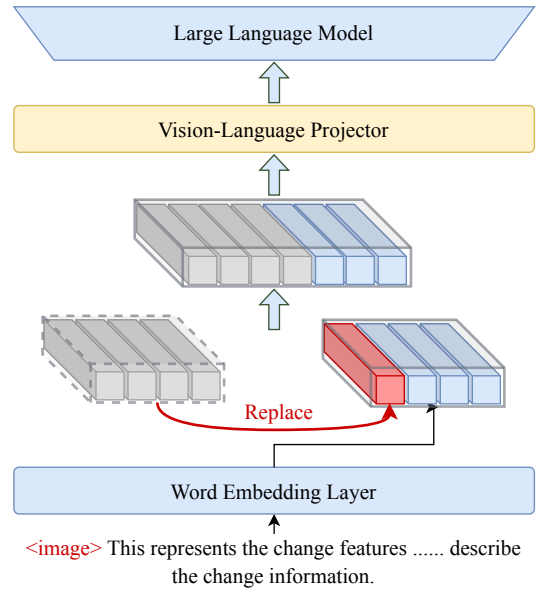 Large Language Model
Vision-Language Projector
Replace
Word Embedding Layer
<image> This represents the change features ...... describe
the change information.